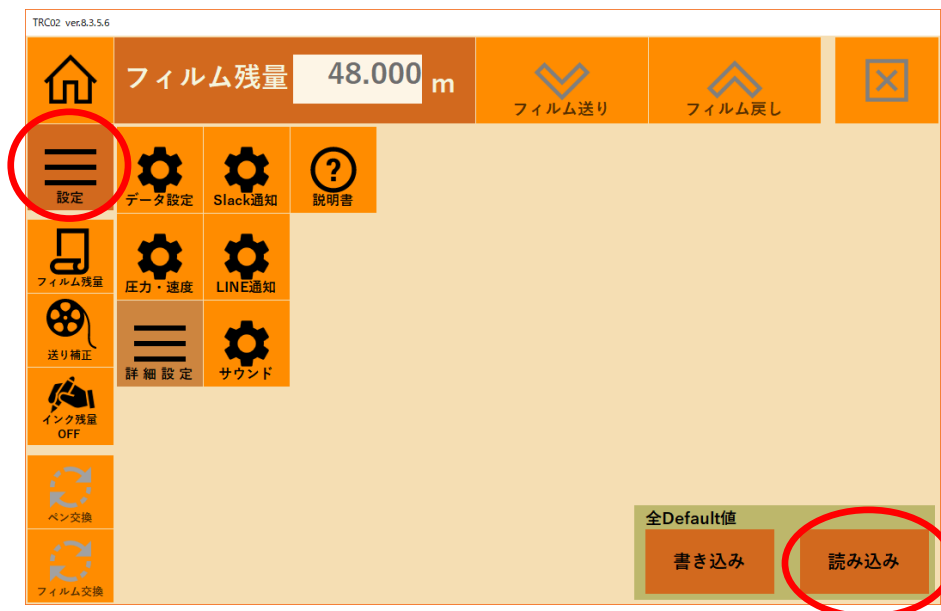 TRC02 ver.8.3.5.6
フィルム残量 48.000 m
フィルム送り
フィルム戻し
設定
データ設定
Slack通知
説明書
フィルム残量
圧力・速度
LINE通知
送り補正
詳細設定
サウンド
インク残量
OFF
ペン交換
全Default値
書き込み
読み込み
フィルム交換